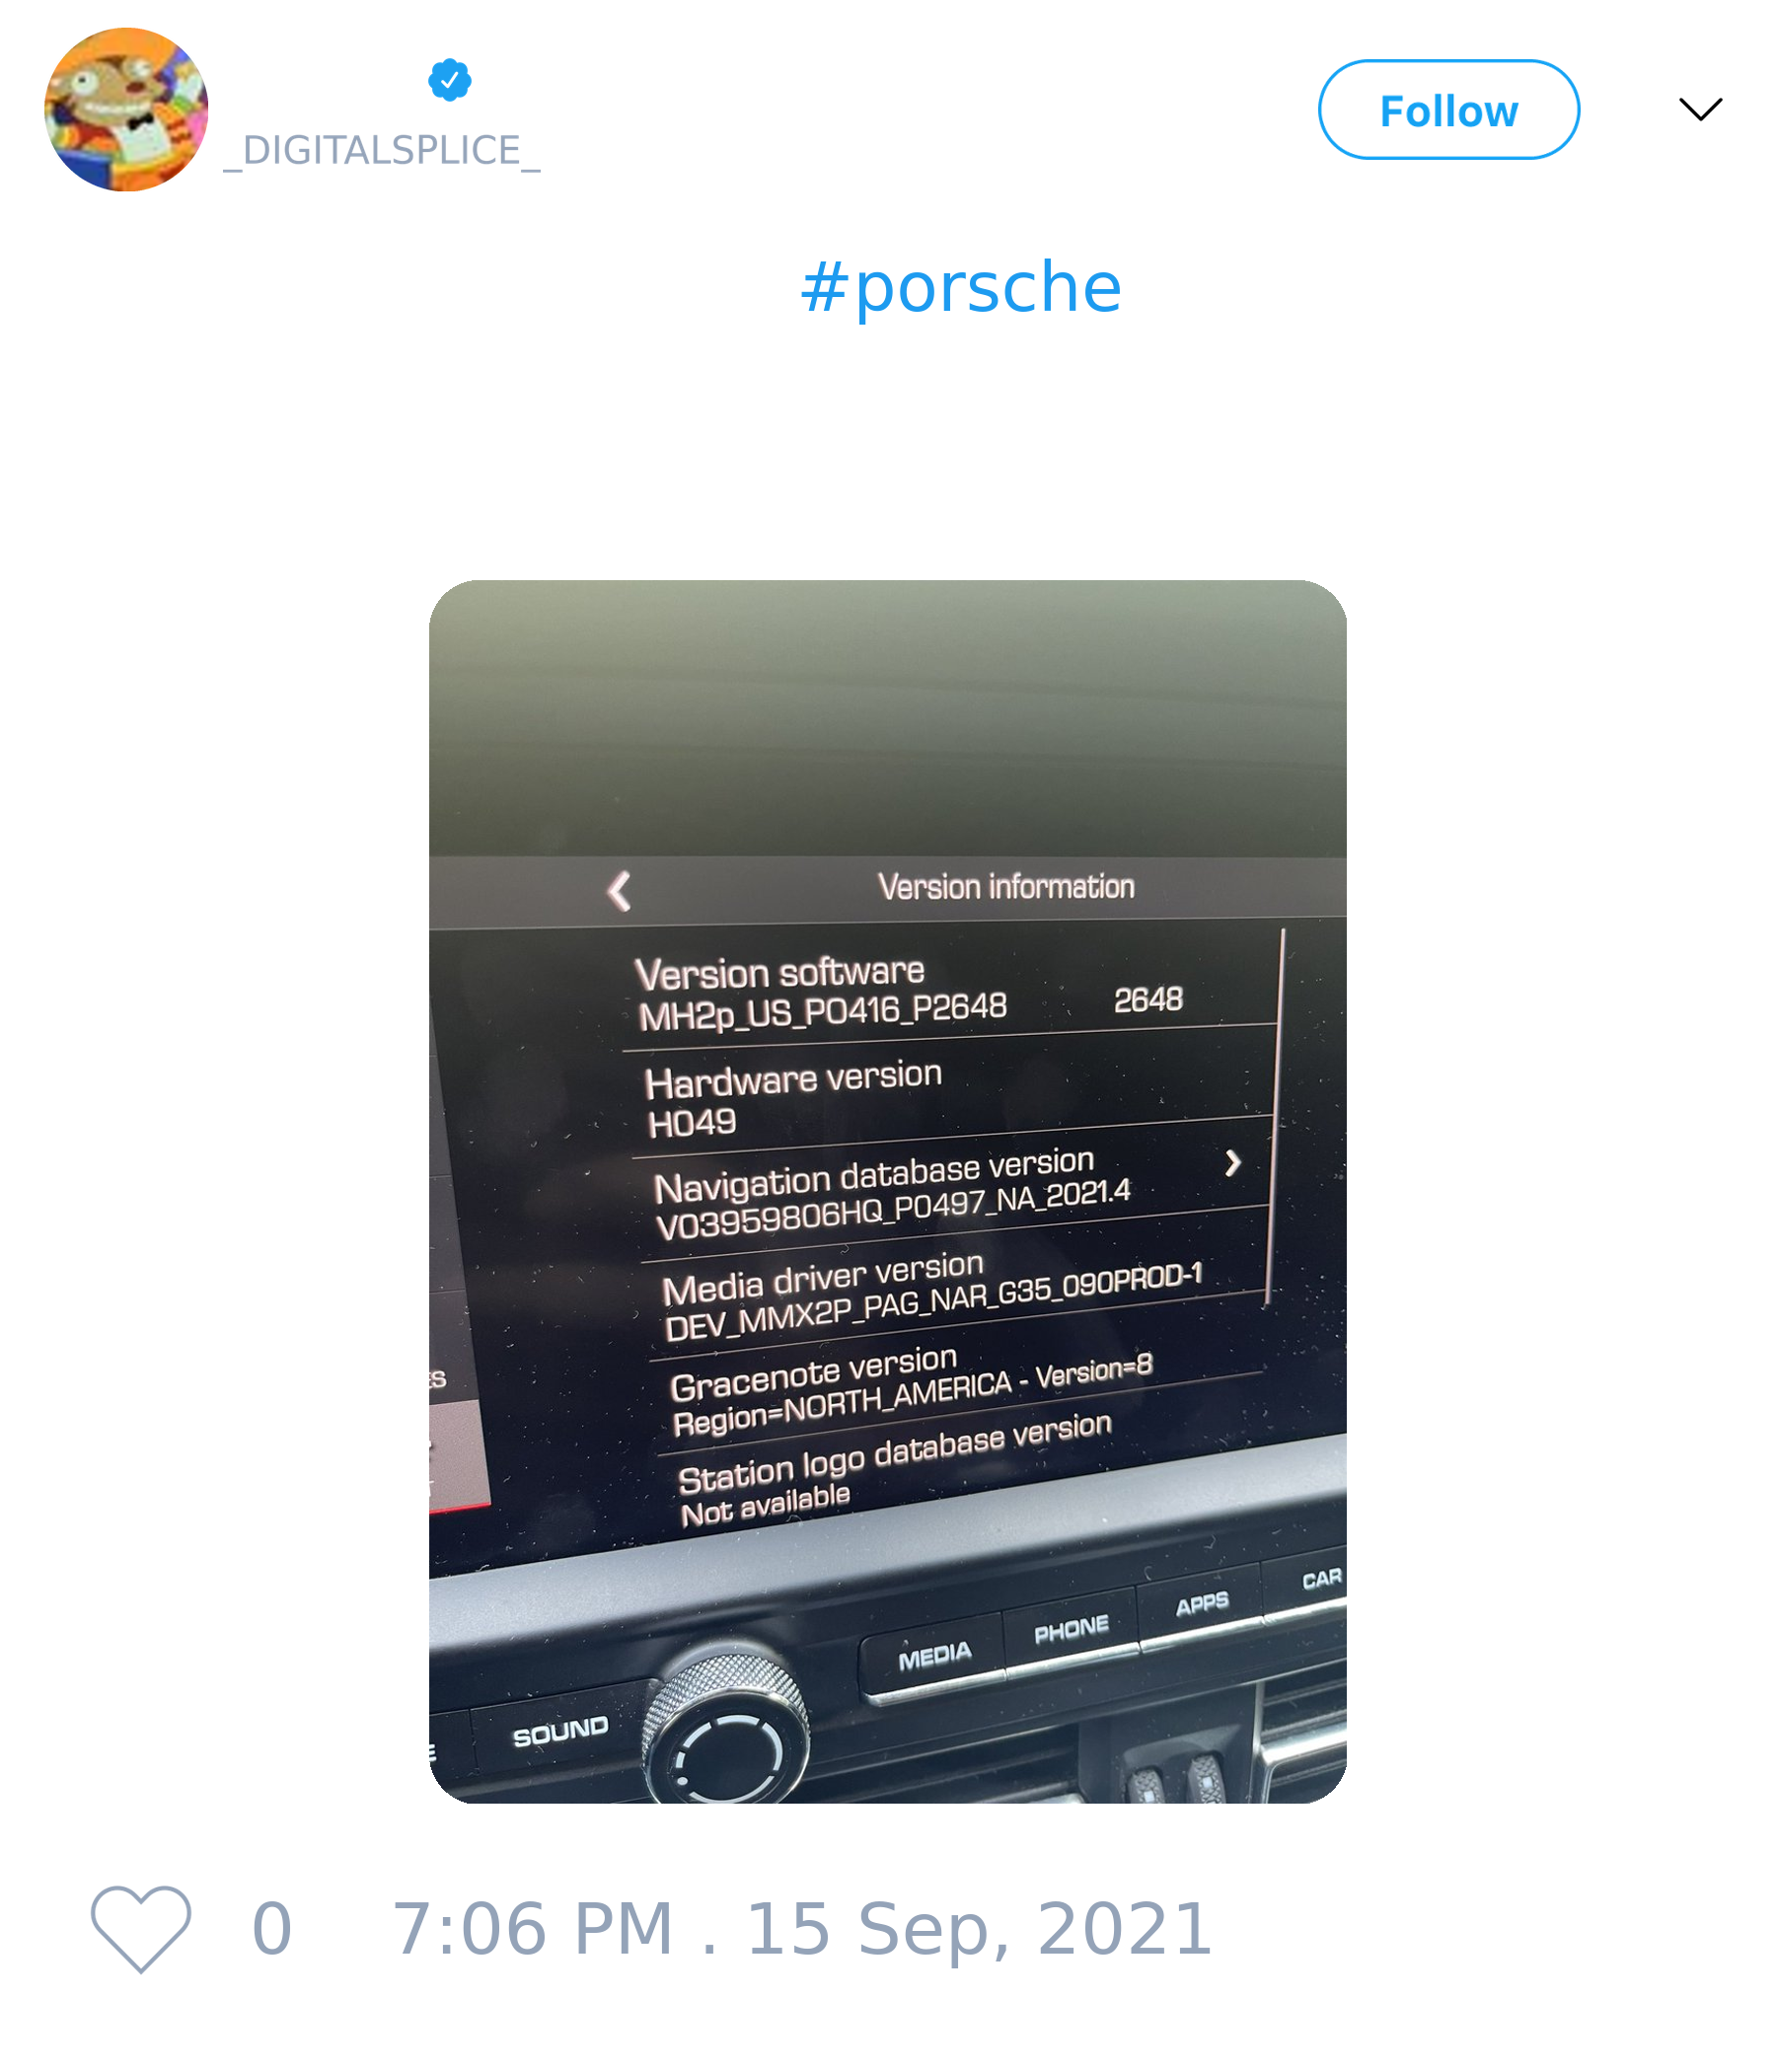 _DIGITALSPLICE_
Follow
#porsche
Version information
Version software
MH2p_US_PO416_P2648 2648
Hardware version
H049
Navigation database version
V03959806HQ_P0497_NA_2021.4
Media driver version
DEV_MMX2P_PAG_NAR_G35_090PROD-1
Gracenote version
Region=NORTH_AMERICA - Version=8
Station logo database version
Not available
MEDIA PHONE APPS CAR
SOUND
0 7:06 PM . 15 Sep, 2021